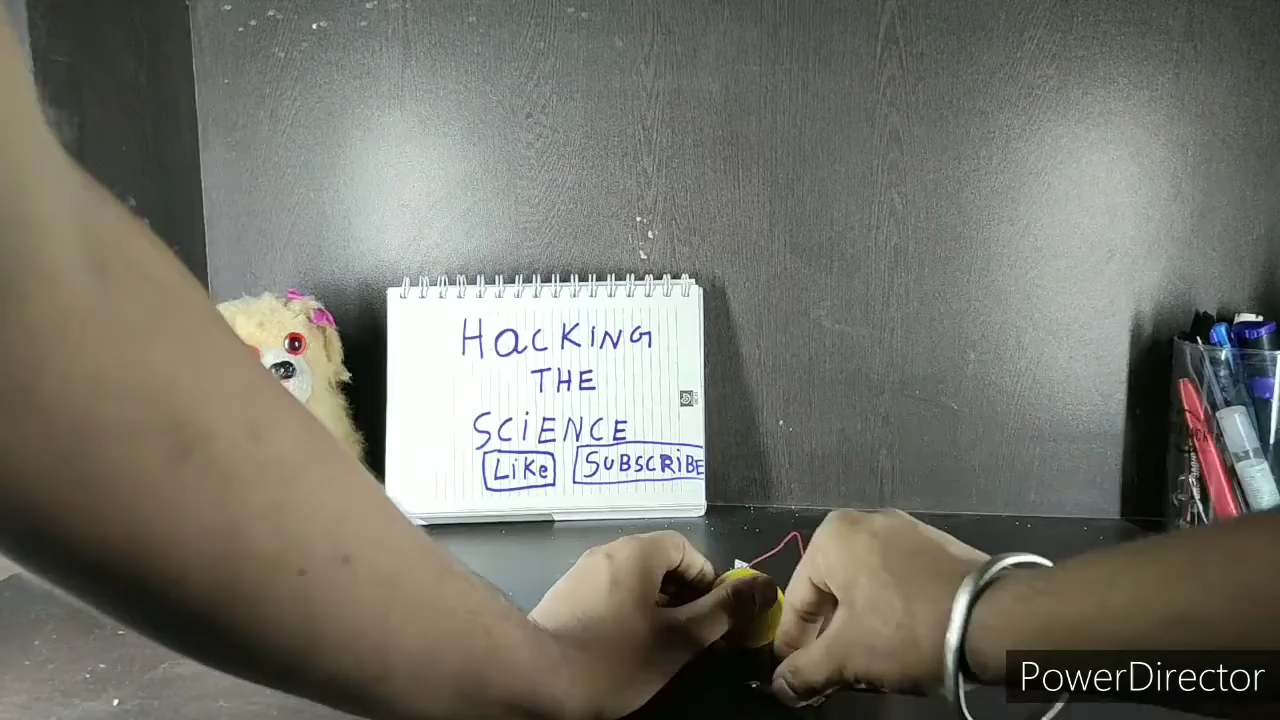 HaCKING
THE
SCiENCE
LiKe SUBSCRiBE
PowerDirector